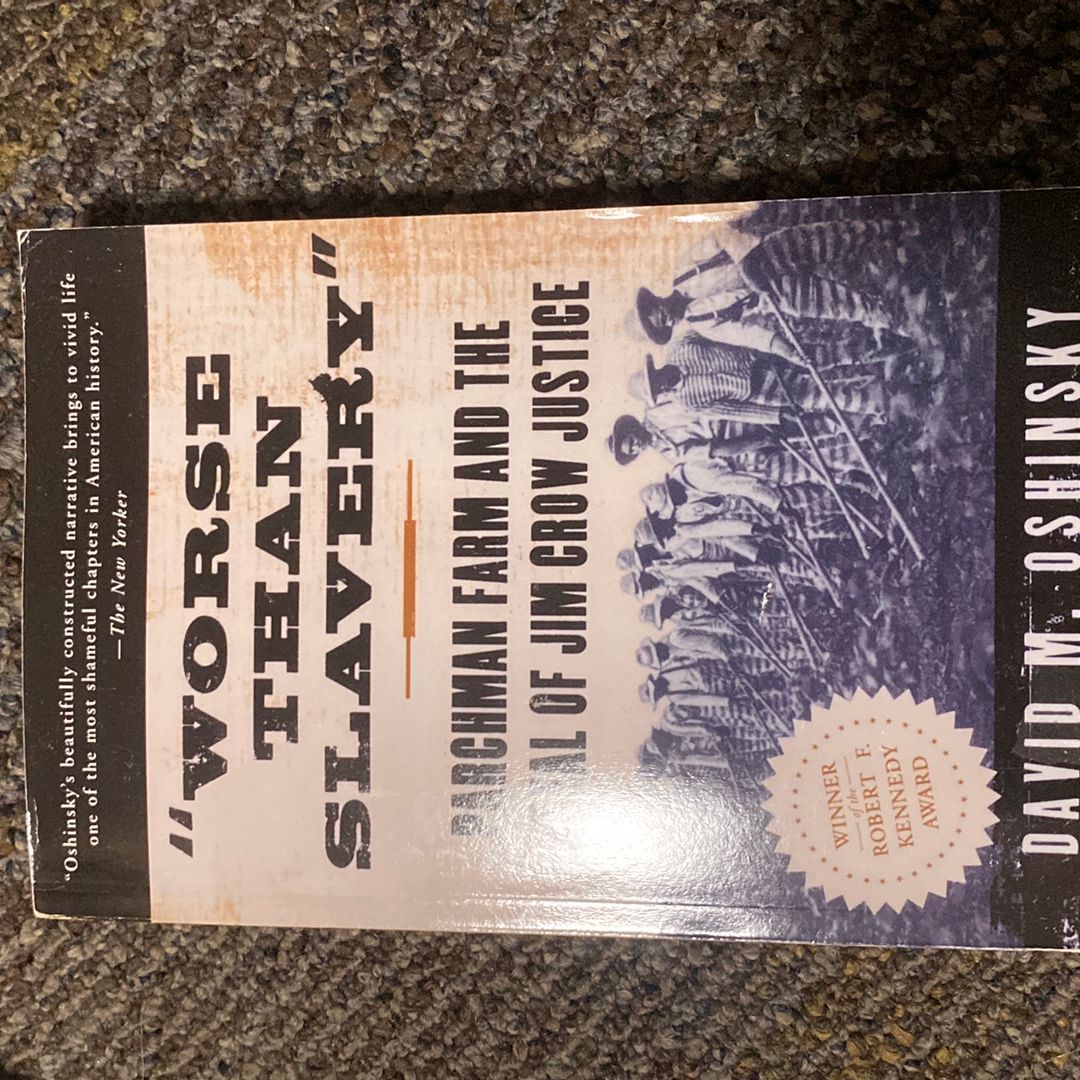 “Oshinsky’s beautifully constructed narrative brings to vivid life
one of the most shameful chapters in American history.”
—The New Yorker
“WORSE
THAN
SLAVERY”
PARCHMAN FARM AND THE
OF JIM CROW JUSTICE
WINNER
of the
ROBERT F.
KENNEDY
AWARD
DAVID M. OSHINSKY